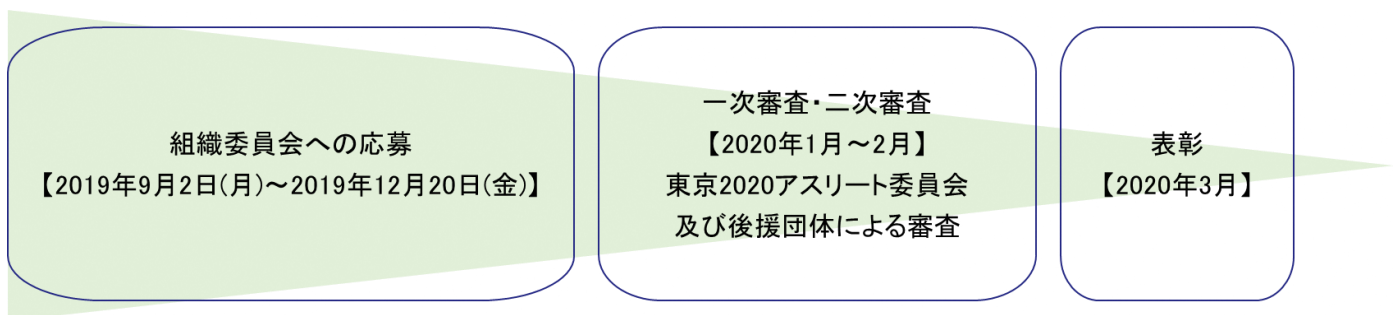 組織委員会への応募
【2019年9月2日(月)～2019年12月20日(金)】
一次審査・二次審査
【2020年1月～2月】
東京2020アスリート委員会
及び後援団体による審査
表彰
【2020年3月】